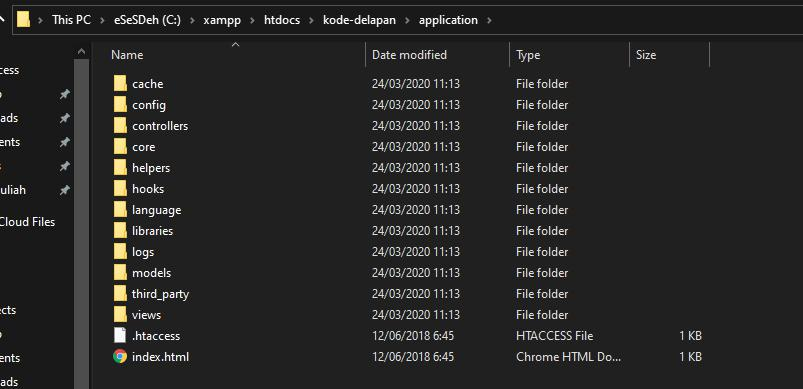 This PC > eSeSDeh (C:) > xampp > htdocs > kode-delapan > application >
Name Date modified Type Size
cess
cache 24/03/2020 11:13 File folder
config 24/03/2020 11:13 File folder
ads
controllers 24/03/2020 11:13 File folder
ents
core 24/03/2020 11:13 File folder
helpers 24/03/2020 11:13 File folder
uliah
hooks 24/03/2020 11:13 File folder
language 24/03/2020 11:13 File folder
Cloud Files
libraries 24/03/2020 11:13 File folder
logs 24/03/2020 11:13 File folder
models 24/03/2020 11:13 File folder
third_party 24/03/2020 11:13 File folder
ects
views 24/03/2020 11:13 File folder
.htaccess 12/06/2018 6:45 HTACCESS File 1 KB
ents
index.html 12/06/2018 6:45 Chrome HTML Do... 1 KB
ads